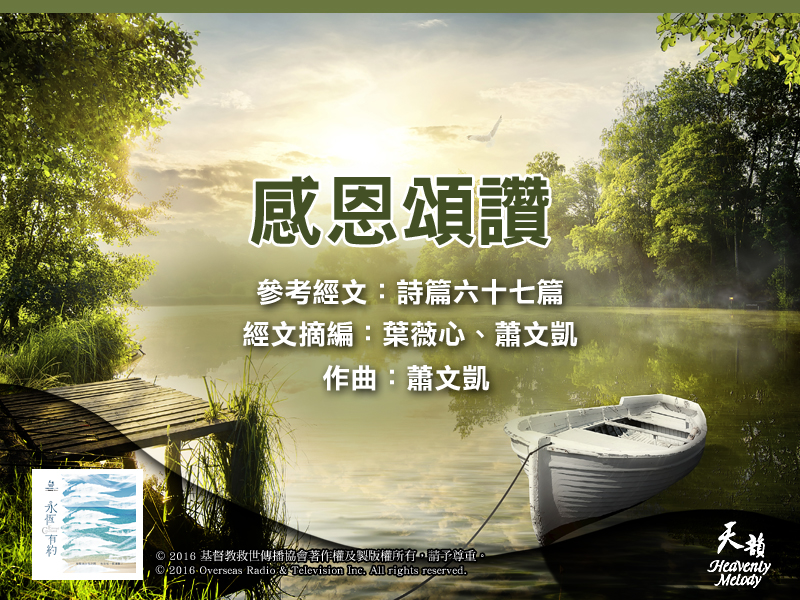 感恩頌讚
參考經文：詩篇六十七篇
經文摘編：葉薇心、蕭文凱
作曲：蕭文凱
永恆有約
© 2016 基督教救世傳播協會著作權及製版權所有，請予尊重。
© 2016 Overseas Radio & Television Inc. All rights reserved.
天韻
Heavenly
Melody